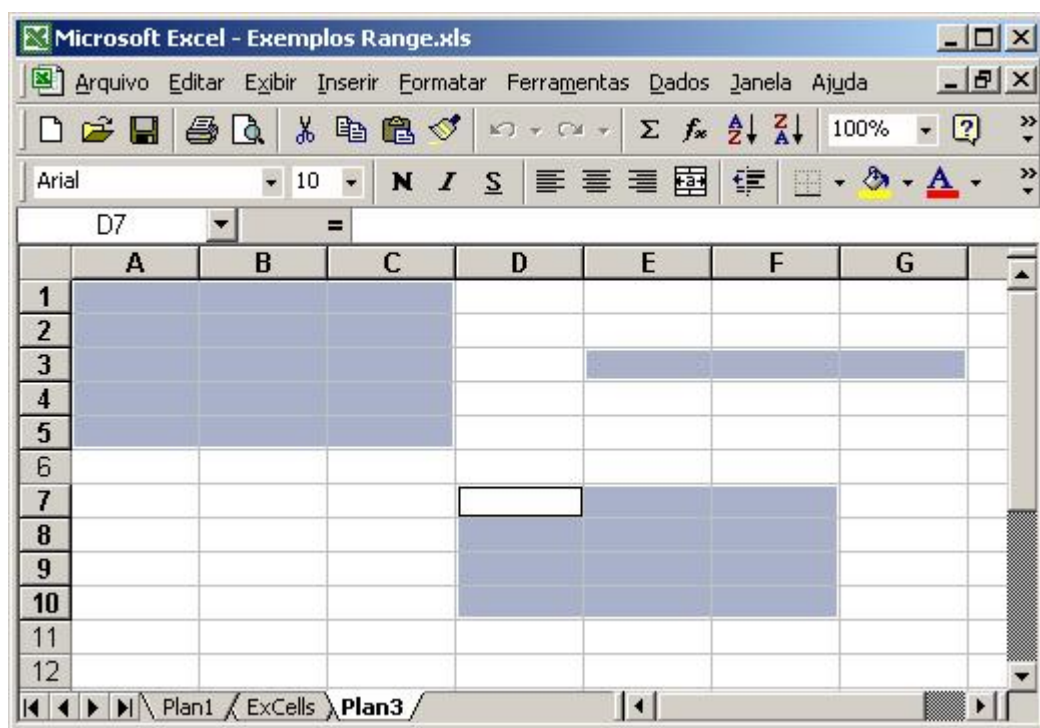 Microsoft Excel - Exemplos Range.xls
Arquivo Editar Exibir Inserir Formatar Ferramentas Dados Janela Ajuda
Σ fx A Z Z A 100% ?
Arial 10 N I S a A
D7 =
A B C D E F G
1
2
3
4
5
6
7
8
9
10
11
12
Plan1 ExCells Plan3